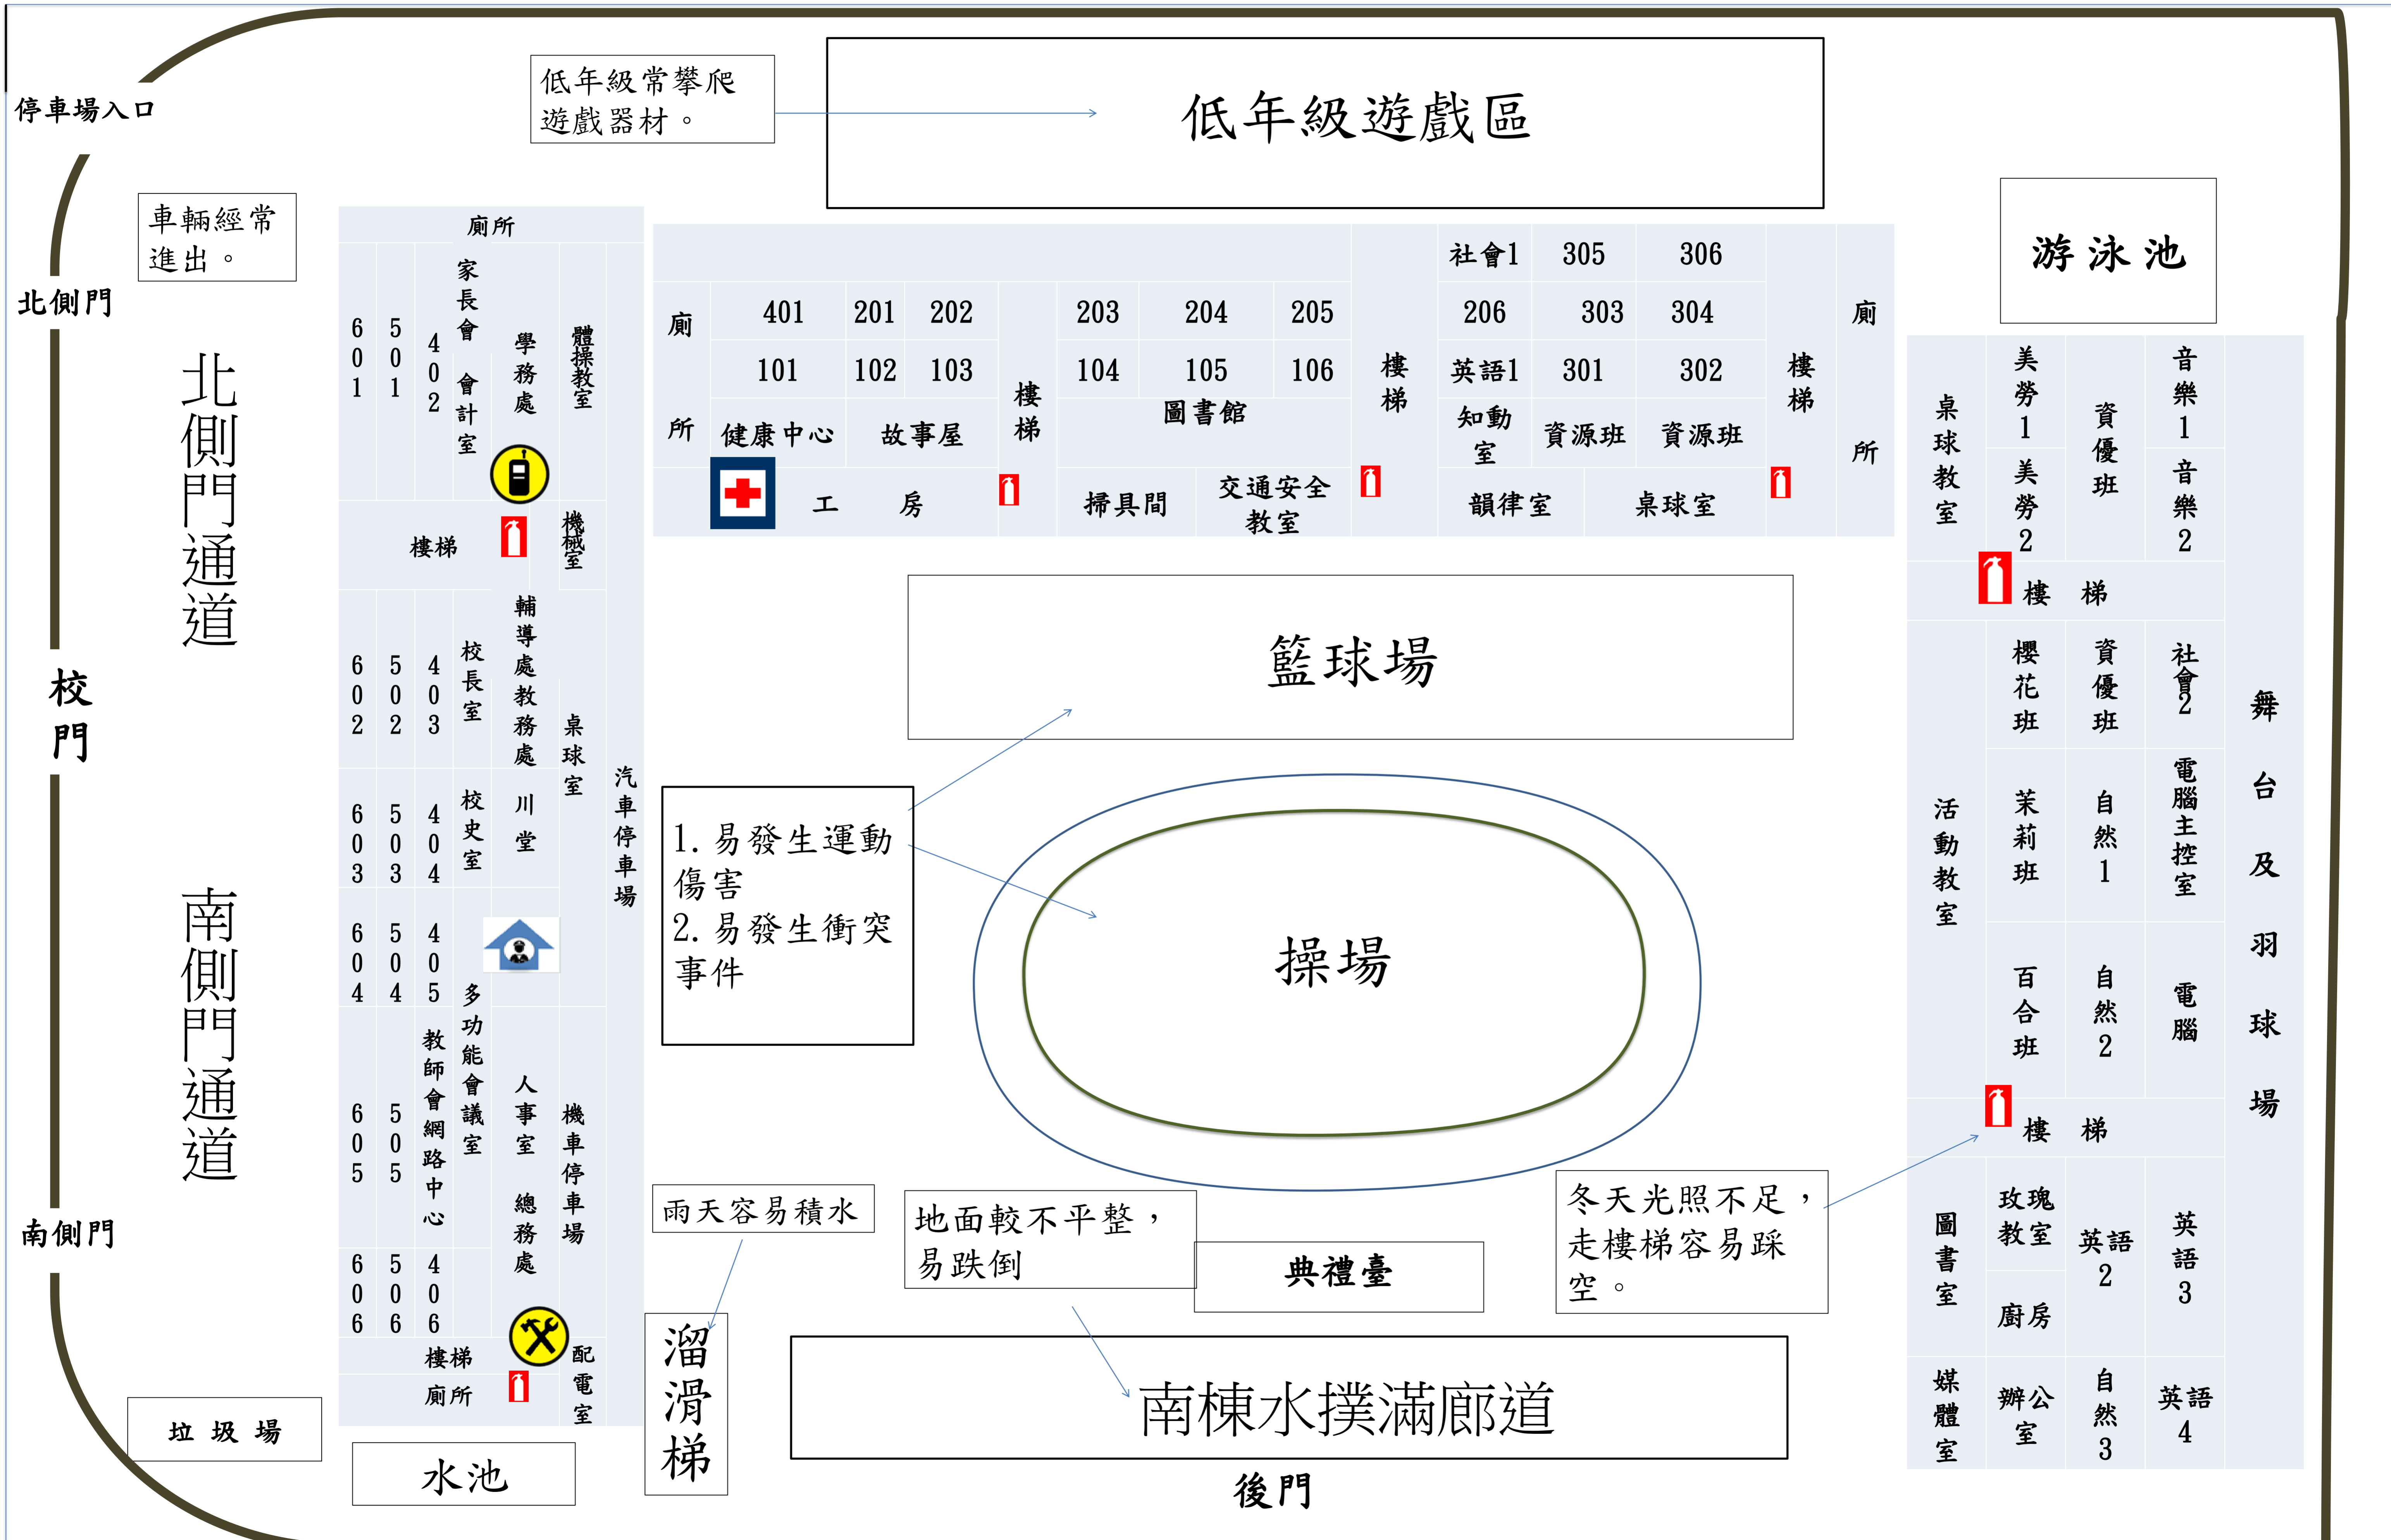 停車場入口
北側門
校門
南側門
車輛經常
進出。
北側門通道
南側門通道
垃圾場
低年級常攀爬
遊戲器材。
低年級遊戲區
游泳池
廁所
601
501
402
家長會 會計室
學務處
體操教室
樓梯
機械室
602
502
403
校長室
輔導處教務處
桌球室
603
503
404
校史室
川堂
604
504
405
多功能會議室
605
505
教師會網路中心
人事室 總務處
機車停車場
606
506
406
樓梯
廁所
配電室
汽車停車場
水池
社會1 305 306
廁所
401 201 202
203 204 205
206 303 304
101 102 103
樓梯
104 105 106
樓梯
英語1 301 302
樓梯
廁所
健康中心 故事屋
圖書館
知動室
資源班 資源班
工房
掃具間
交通安全
教室
韻律室 桌球室
籃球場
1. 易發生運動
傷害
2. 易發生衝突
事件
操場
雨天容易積水
溜滑梯
地面較不平整,
易跌倒
典禮臺
冬天光照不足,
走樓梯容易踩
空。
南棟水撲滿廊道
後門
桌球教室
美勞1
美勞2
資優班
音樂1
音樂2
樓梯
活動教室
櫻花班
資優班
社會2
茉莉班
自然1
電腦主控室
百合班
自然2
電腦
樓梯
圖書室
玫瑰
教室
廚房
英語
2
英語3
媒體室
辦公
室
自然3
英語
4
舞台及羽球場